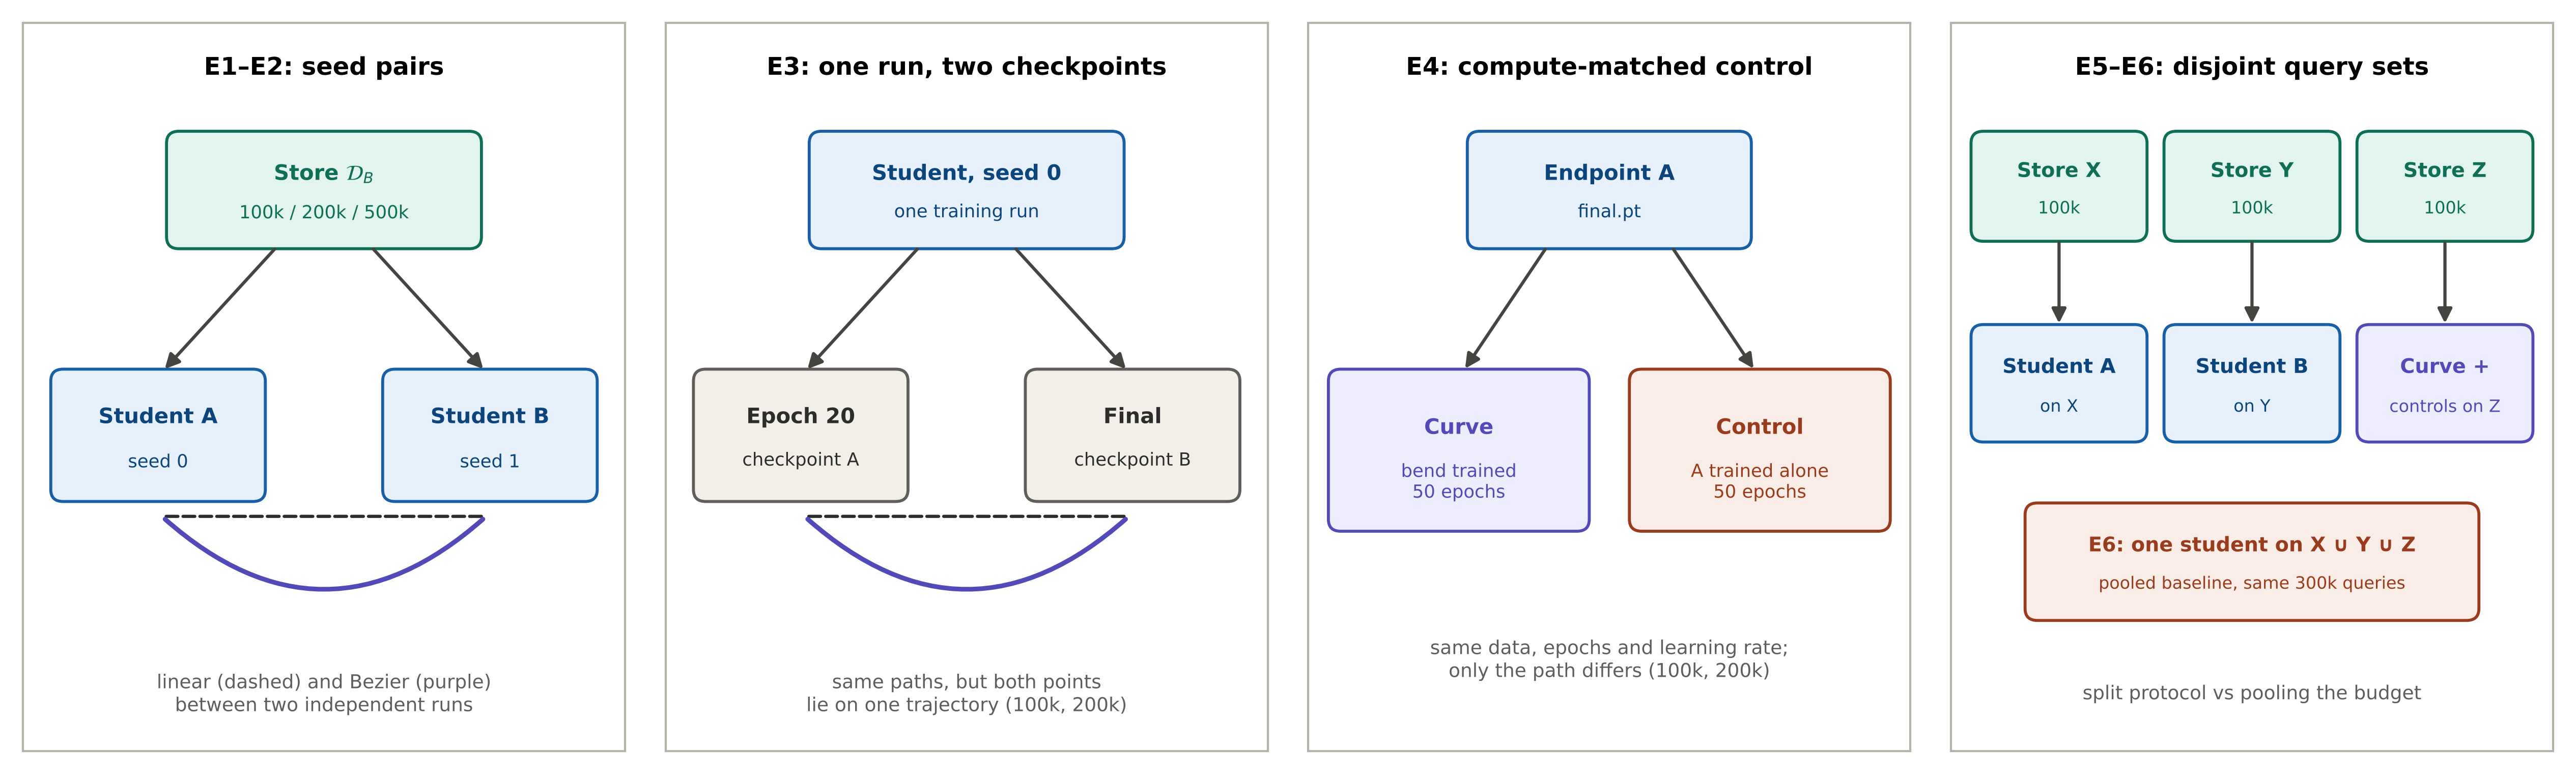 E1–E2: seed pairs
Store 𝒟B
100k / 200k / 500k
Student A
seed 0
Student B
seed 1
linear (dashed) and Bezier (purple)
between two independent runs
E3: one run, two checkpoints
Student, seed 0
one training run
Epoch 20
checkpoint A
Final
checkpoint B
same paths, but both points
lie on one trajectory (100k, 200k)
E4: compute-matched control
Endpoint A
final.pt
Curve
bend trained
50 epochs
Control
A trained alone
50 epochs
same data, epochs and learning rate;
only the path differs (100k, 200k)
E5–E6: disjoint query sets
Store X
100k
Store Y
100k
Store Z
100k
Student A
on X
Student B
on Y
Curve +
controls on Z
E6: one student on X ∪ Y ∪ Z
pooled baseline, same 300k queries
split protocol vs pooling the budget